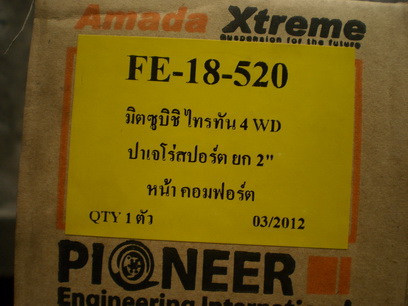 Amada Xtreme
suspension for the future
FE-18-520
มิตซูบิชิ ไทรทัน 4 WD
ปาเจโร่สปอร์ต ยก 2"
หน้า คอมฟอร์ต
QTY 1 ตัว 03/2012
PIONEER
Engineering Internati